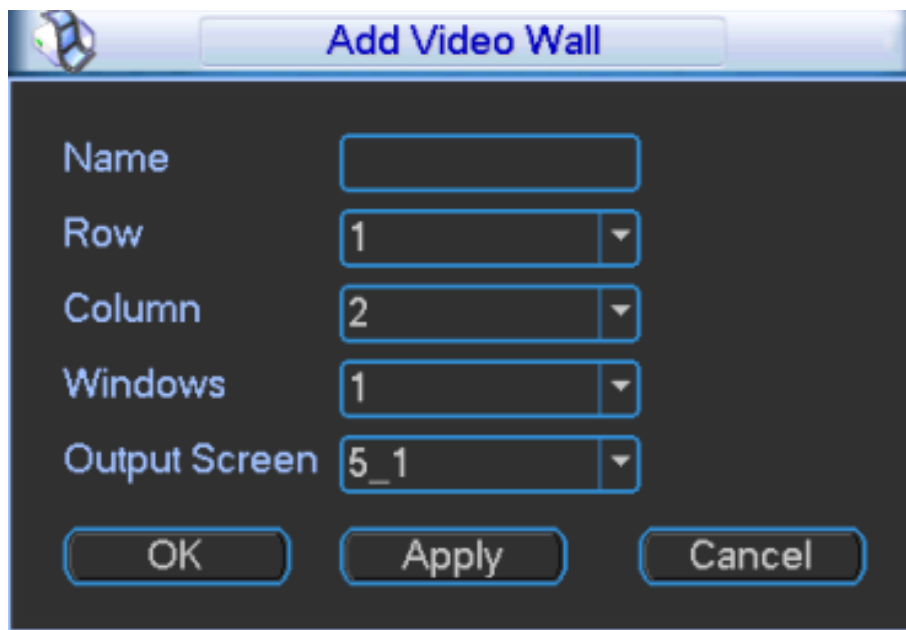 Add Video Wall
Name
Row 1
Column 2
Windows 1
Output Screen 5_1
OK Apply Cancel